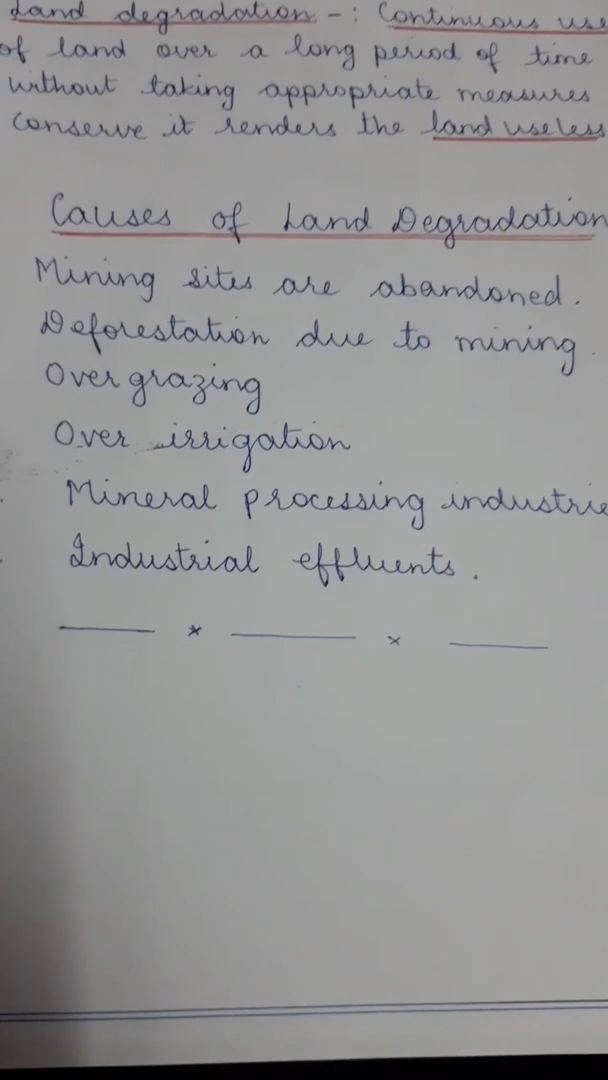 Land degradation -: Continuous use
of land over a long period of time
without taking appropriate measures
conserve it renders the land useless
Causes of Land Degradation
Mining sites are abandoned.
Deforestation due to mining.
Over grazing
Over irrigation
Mineral processing industrie
Industrial effluents.